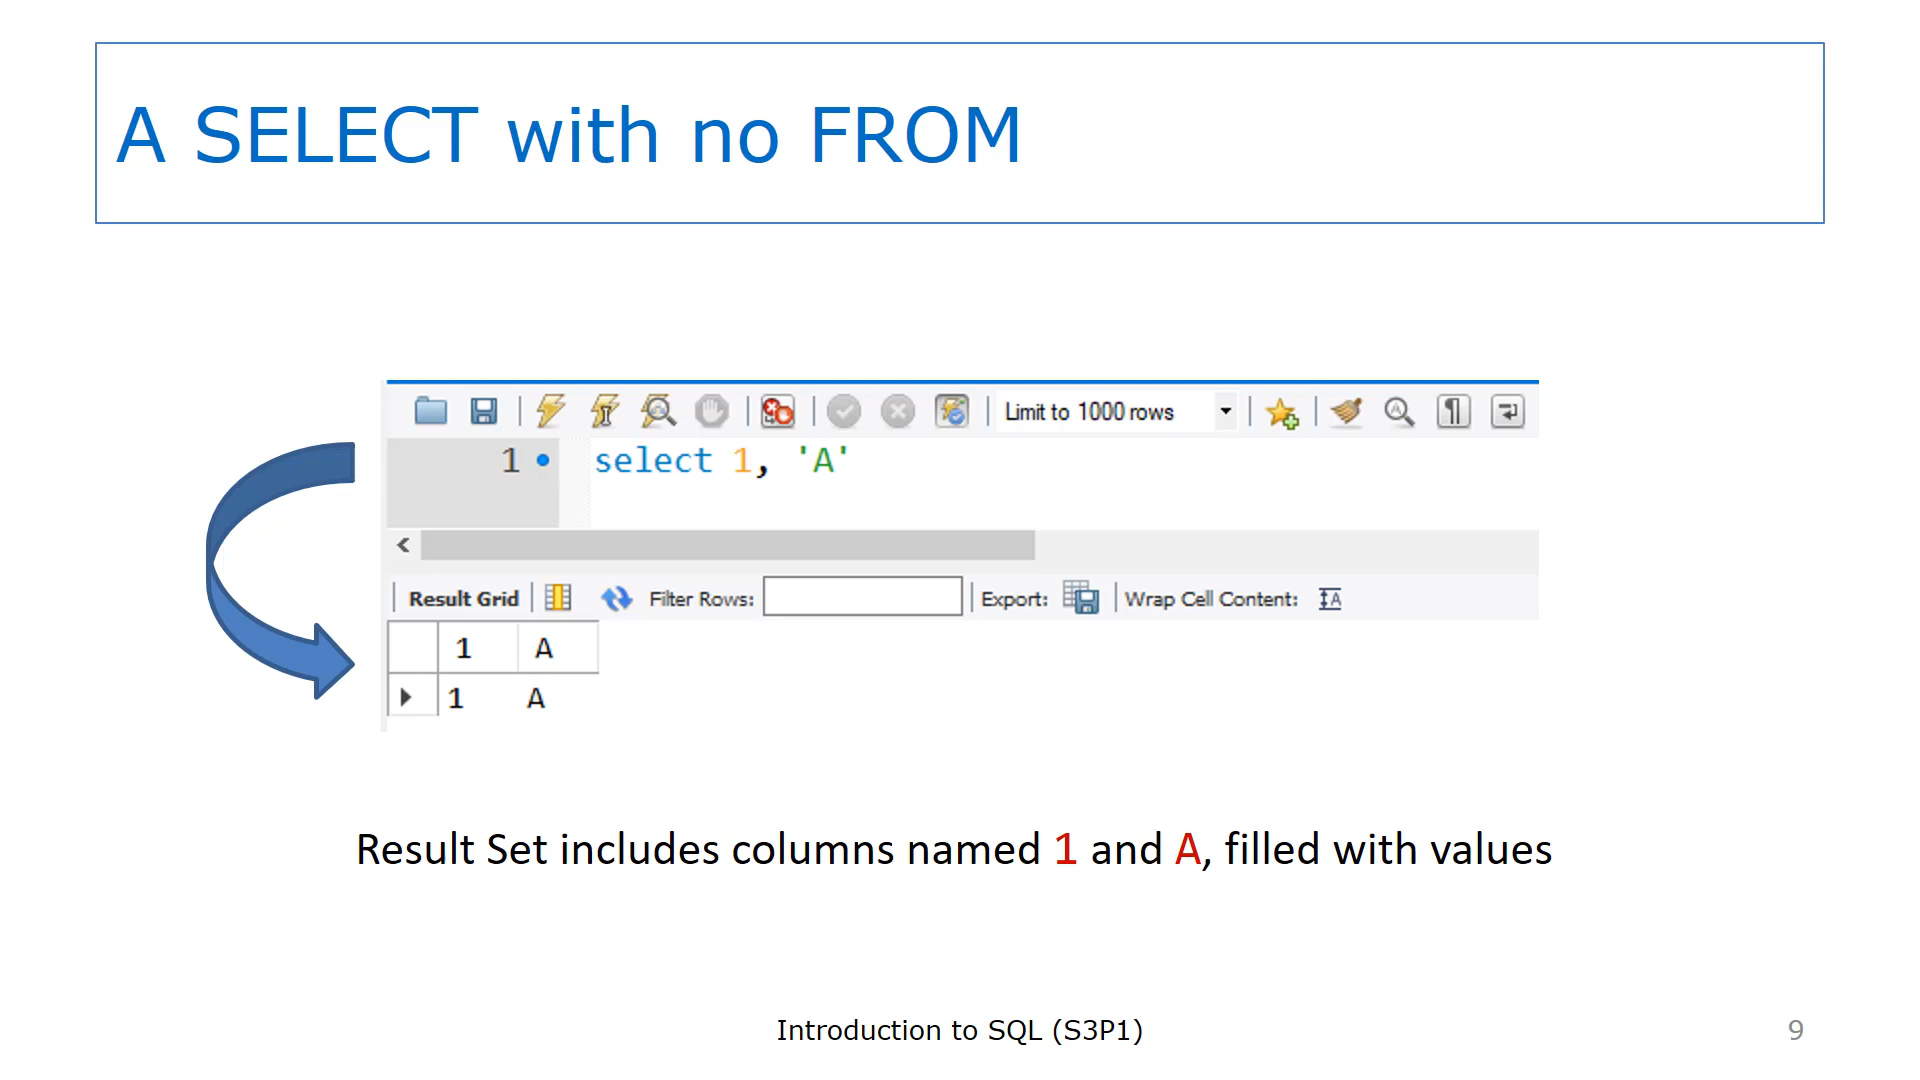 A SELECT with no FROM
Limit to 1000 rows
1 select 1, 'A'
Result Grid Filter Rows: Export: Wrap Cell Content:
1 A
1 A
Result Set includes columns named 1 and A, filled with values
Introduction to SQL (S3P1) 9